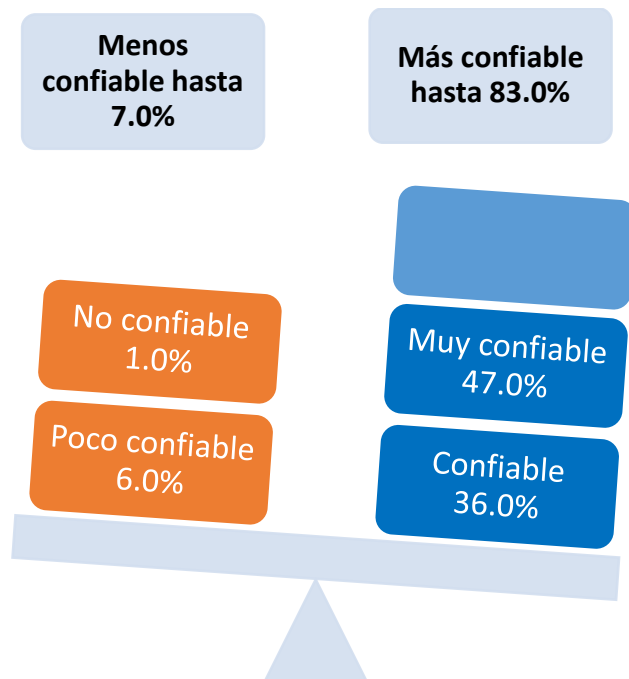 Menos
confiable hasta
7.0%
Más confiable
hasta 83.0%
No confiable
1.0%
Poco confiable
6.0%
Muy confiable
47.0%
Confiable
36.0%